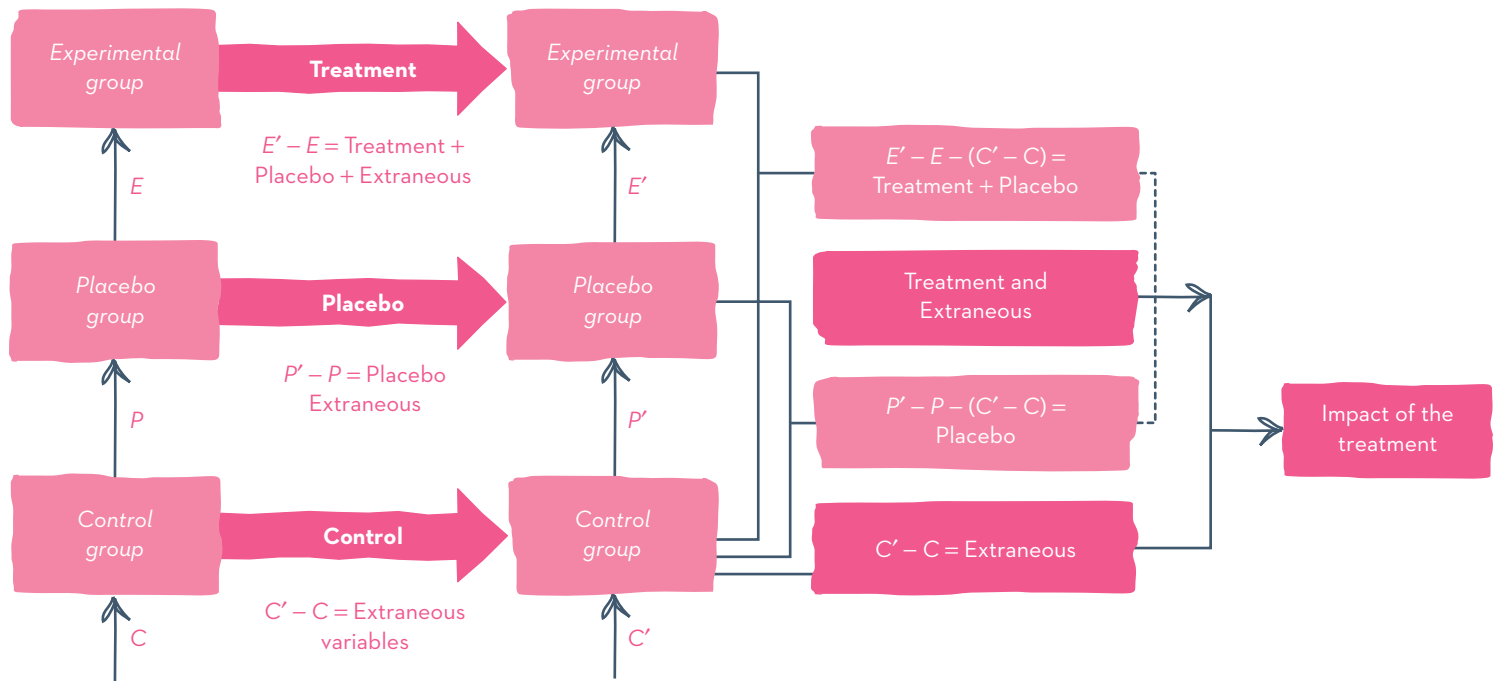 Experimental
group
Treatment
Experimental
group
E′ – E = Treatment +
Placebo + Extraneous
E
E′
E′ – E – (C′ – C) =
Treatment + Placebo
Placebo
group
Placebo
Placebo
group
Treatment and
Extraneous
P′ – P = Placebo
Extraneous
P
P′
P′ – P – (C′ – C) =
Placebo
Impact of the
treatment
Control
group
Control
Control
group
C′ – C = Extraneous
C′ – C = Extraneous
variables
C
C′